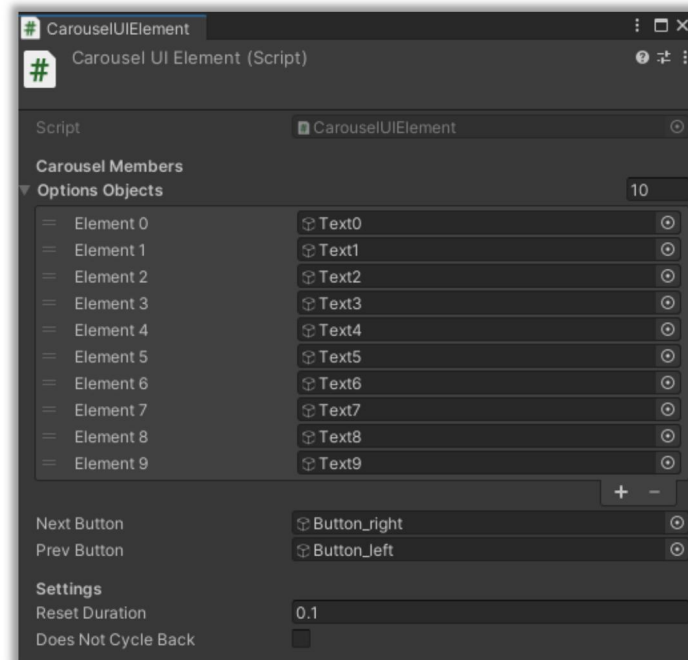 CarouselUIElement
Carousel UI Element (Script)
Script CarouselUIElement
Carousel Members
Options Objects 10
Element 0 Text0
Element 1 Text1
Element 2 Text2
Element 3 Text3
Element 4 Text4
Element 5 Text5
Element 6 Text6
Element 7 Text7
Element 8 Text8
Element 9 Text9
+ −
Next Button Button_right
Prev Button Button_left
Settings
Reset Duration 0.1
Does Not Cycle Back